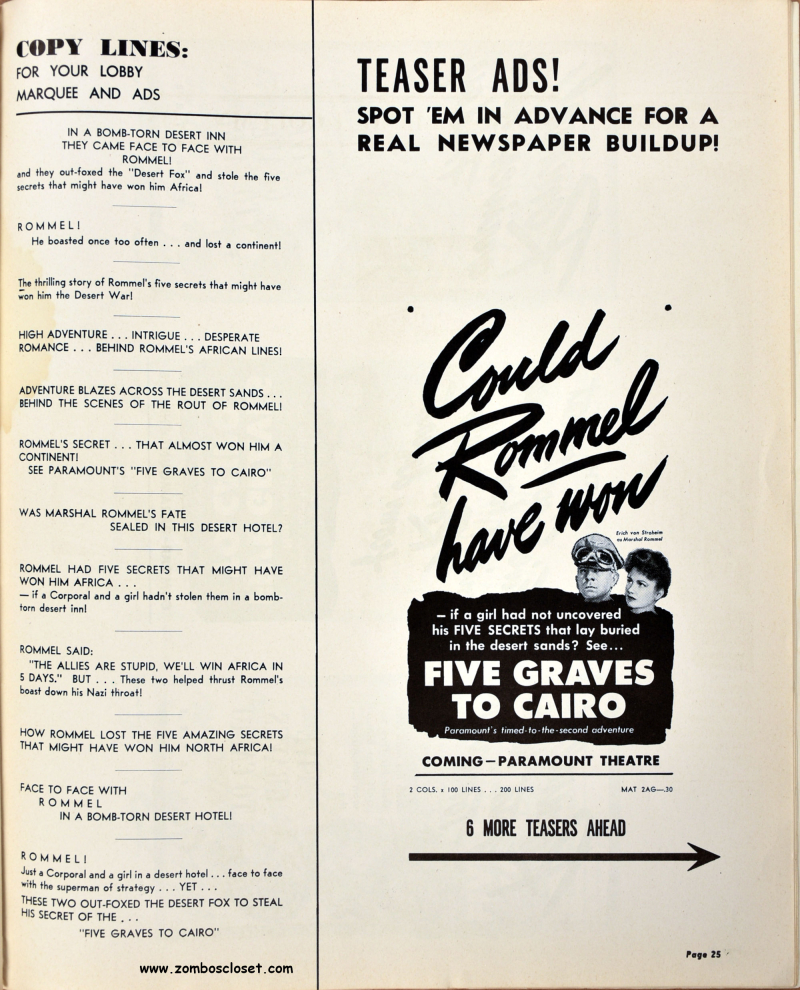 COPY LINES:
FOR YOUR LOBBY
MARQUEE AND ADS
IN A BOMB-TORN DESERT INN
THEY CAME FACE TO FACE WITH
ROMMEL!
and they out-foxed the "Desert Fox" and stole the five
secrets that might have won him Africa!
ROMMEL!
He boasted once too often . . . and lost a continent!
The thrilling story of Rommel's five secrets that might have
won him the Desert War!
HIGH ADVENTURE . . . INTRIGUE . . . DESPERATE
ROMANCE . . . BEHIND ROMMEL'S AFRICAN LINES!
ADVENTURE BLAZES ACROSS THE DESERT SANDS . . .
BEHIND THE SCENES OF THE ROUT OF ROMMEL!
ROMMEL'S SECRET . . . THAT ALMOST WON HIM A
CONTINENT!
SEE PARAMOUNT'S "FIVE GRAVES TO CAIRO"
WAS MARSHAL ROMMEL'S FATE
SEALED IN THIS DESERT HOTEL?
ROMMEL HAD FIVE SECRETS THAT MIGHT HAVE
WON HIM AFRICA . . .
— if a Corporal and a girl hadn't stolen them in a bomb-
torn desert inn!
ROMMEL SAID:
"THE ALLIES ARE STUPID, WE'LL WIN AFRICA IN
5 DAYS." BUT . . . These two helped thrust Rommel's
boast down his Nazi throat!
HOW ROMMEL LOST THE FIVE AMAZING SECRETS
THAT MIGHT HAVE WON HIM NORTH AFRICA!
FACE TO FACE WITH
ROMMEL
IN A BOMB-TORN DESERT HOTEL!
ROMMEL!
Just a Corporal and a girl in a desert hotel . . . face to face
with the superman of strategy . . . YET . . .
THESE TWO OUT-FOXED THE DESERT FOX TO STEAL
HIS SECRET OF THE . . .
"FIVE GRAVES TO CAIRO"
www.zomboscloset.com
TEASER ADS!
SPOT 'EM IN ADVANCE FOR A
REAL NEWSPAPER BUILDUP!
Could
Rommel
have won
Erich von Stroheim
as Marshal Rommel
— if a girl had not uncovered
his FIVE SECRETS that lay buried
in the desert sands? See...
FIVE GRAVES
TO CAIRO
Paramount's timed-to-the-second adventure
COMING—PARAMOUNT THEATRE
2 COLS. x 100 LINES . . . 200 LINES MAT 2AG—.30
6 MORE TEASERS AHEAD
Page 25